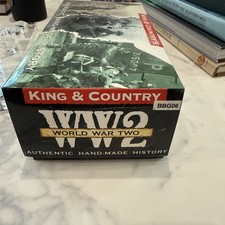 KING & COUNTRY
BBG06
WW2
WORLD WAR TWO
AUTHENTIC HAND-MADE HISTORY